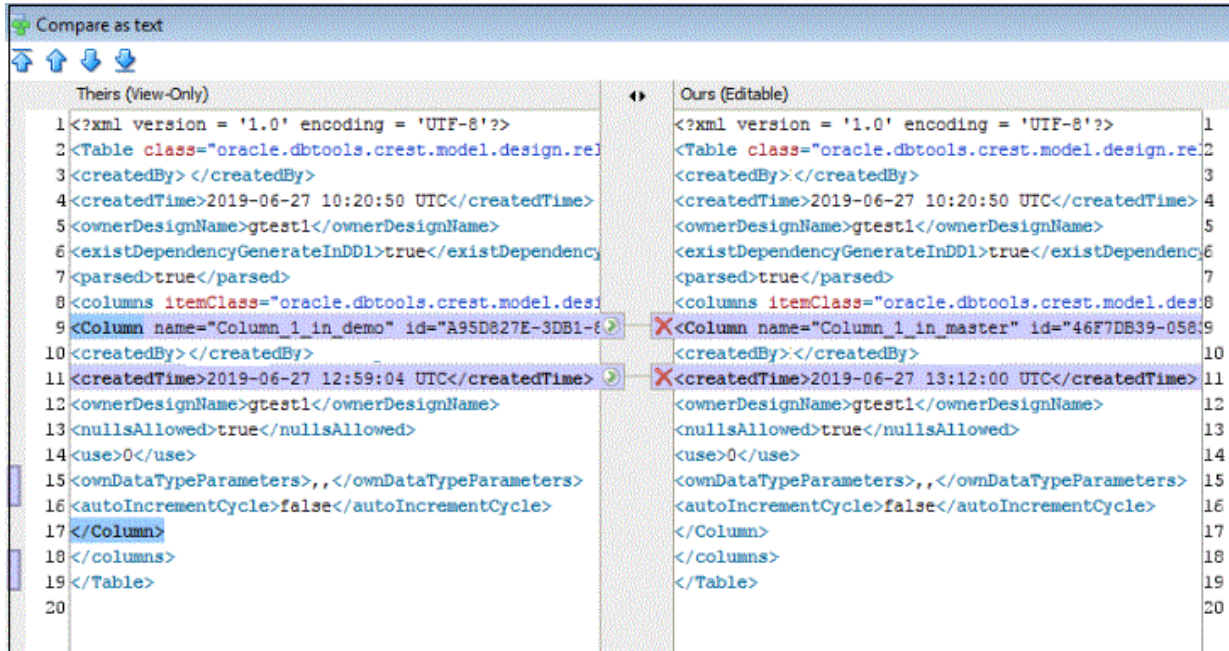 Compare as text
Theirs (View-Only)
1 <?xml version = '1.0' encoding = 'UTF-8'?>
2 <Table class="oracle.dbtools.crest.model.design.rel
3 <createdBy> </createdBy>
4 <createdTime>2019-06-27 10:20:50 UTC</createdTime>
5 <ownerDesignName>gtest1</ownerDesignName>
6 <existDependencyGenerateInDDl>true</existDependency
7 <parsed>true</parsed>
8 <columns itemClass="oracle.dbtools.crest.model.desi
9 <Column name="Column_1_in_demo" id="A95D827E-3DB1-8
10 <createdBy></createdBy>
11 <createdTime>2019-06-27 12:59:04 UTC</createdTime>
12 <ownerDesignName>gtest1</ownerDesignName>
13 <nullsAllowed>true</nullsAllowed>
14 <use>0</use>
15 <ownDataTypeParameters>,,</ownDataTypeParameters>
16 <autoIncrementCycle>false</autoIncrementCycle>
17 </Column>
18 </columns>
19 </Table>
20
Ours (Editable)
<?xml version = '1.0' encoding = 'UTF-8'?> 1
<Table class="oracle.dbtools.crest.model.design.rel 2
<createdBy></createdBy> 3
<createdTime>2019-06-27 10:20:50 UTC</createdTime> 4
<ownerDesignName>gtest1</ownerDesignName> 5
<existDependencyGenerateInDDl>true</existDependency 6
<parsed>true</parsed> 7
<columns itemClass="oracle.dbtools.crest.model.des 8
<Column name="Column_1_in_master" id="46F7DB39-058 9
<createdBy></createdBy> 10
<createdTime>2019-06-27 13:12:00 UTC</createdTime> 11
<ownerDesignName>gtest1</ownerDesignName> 12
<nullsAllowed>true</nullsAllowed> 13
<use>0</use> 14
<ownDataTypeParameters>,,</ownDataTypeParameters> 15
<autoIncrementCycle>false</autoIncrementCycle> 16
</Column> 17
</columns> 18
</Table> 19
20